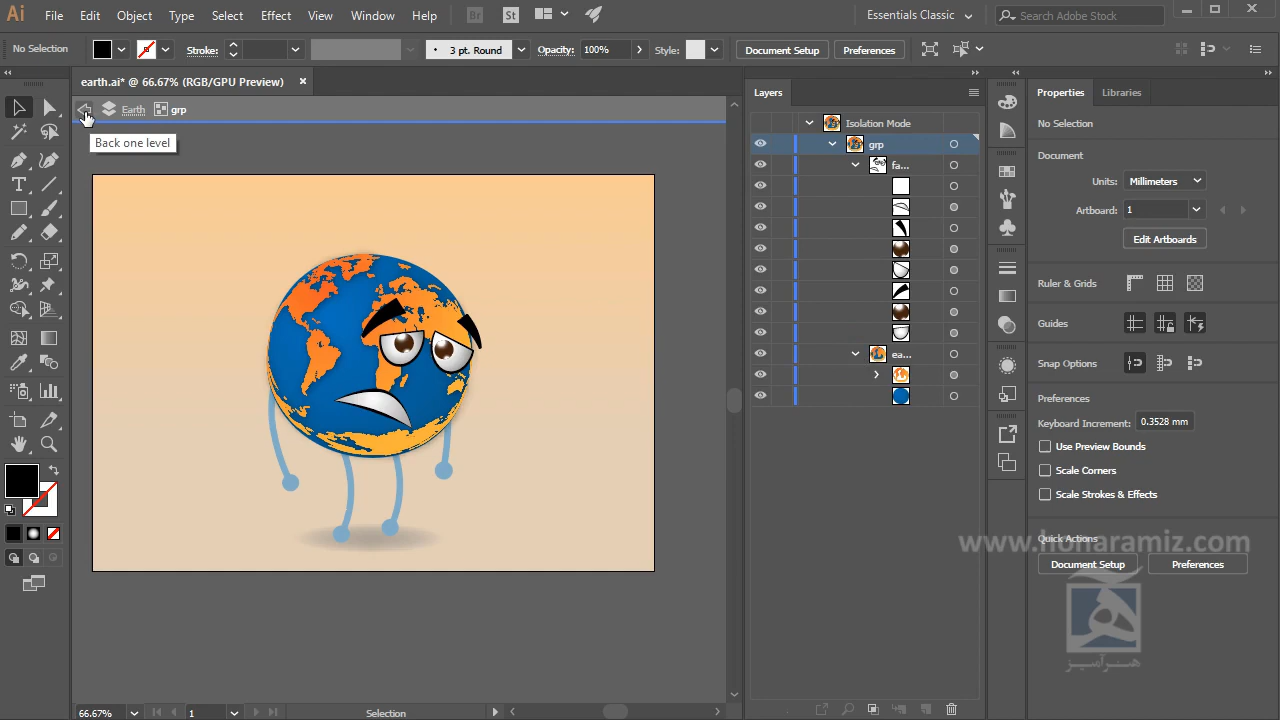 Ai File Edit Object Type Select Effect View Window Help Br St Essentials Classic Search Adobe Stock
No Selection Stroke: 3 pt. Round Opacity: 100% Style: Document Setup Preferences
earth.ai* @ 66.67% (RGB/GPU Preview)
Earth grp
Back one level
Layers
Isolation Mode
grp
fa...
ea...
Properties Libraries
No Selection
Document
Units: Millimeters
Artboard: 1
Edit Artboards
Ruler & Grids
Guides
Snap Options
Preferences
Keyboard Increment: 0.3528 mm
Use Preview Bounds
Scale Corners
Scale Strokes & Effects
Quick Actions
www.honaramiz.com
Document Setup Preferences
هنرآمیز
66.67% 1 Selection